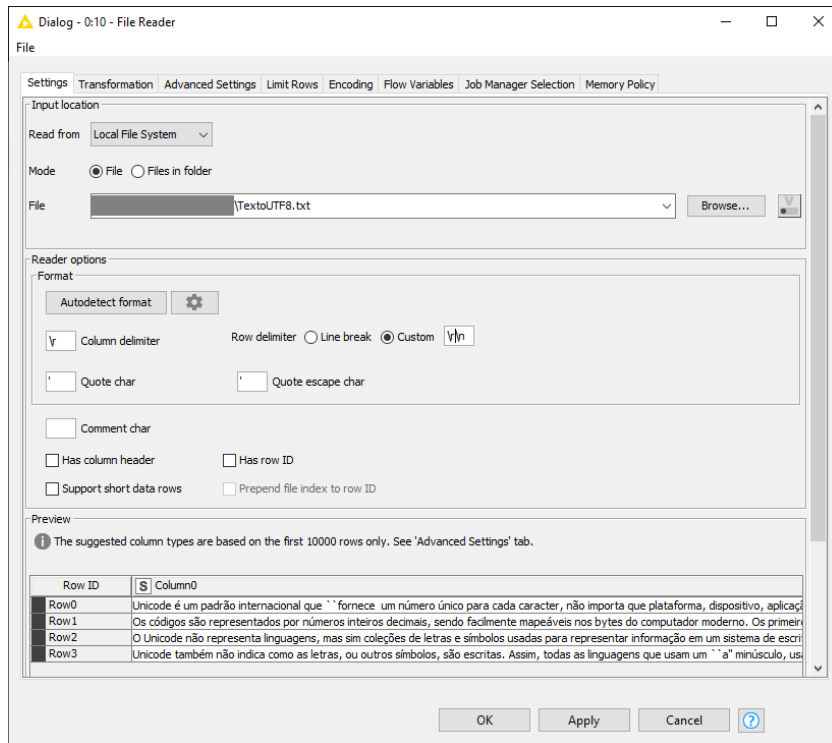 Dialog - 0:10 - File Reader
File
Settings Transformation Advanced Settings Limit Rows Encoding Flow Variables Job Manager Selection Memory Policy
Input location
Read from Local File System
Mode File Files in folder
File \TextoUTF8.txt Browse... V
Reader options
Format
Autodetect format
\r Column delimiter Row delimiter Line break Custom \r\n
' Quote char ' Quote escape char
Comment char
Has column header Has row ID
Support short data rows Prepend file index to row ID
Preview
The suggested column types are based on the first 10000 rows only. See 'Advanced Settings' tab.
Row ID S Column0
Row0 Unicode é um padrão internacional que ``fornece um número único para cada caracter, não importa que plataforma, dispositivo,
Row1 Os códigos são representados por números inteiros decimais, sendo facilmente mapeáveis nos bytes do computador moderno. Os
Row2 O Unicode não representa linguagens, mas sim coleções de letras e símbolos usadas para representar informação em um sistema de
Row3 Unicode também não indica como as letras, ou outros símbolos, são escritas. Assim, todas as linguagens que usam um ``a" minúsculo,
OK Apply Cancel ?